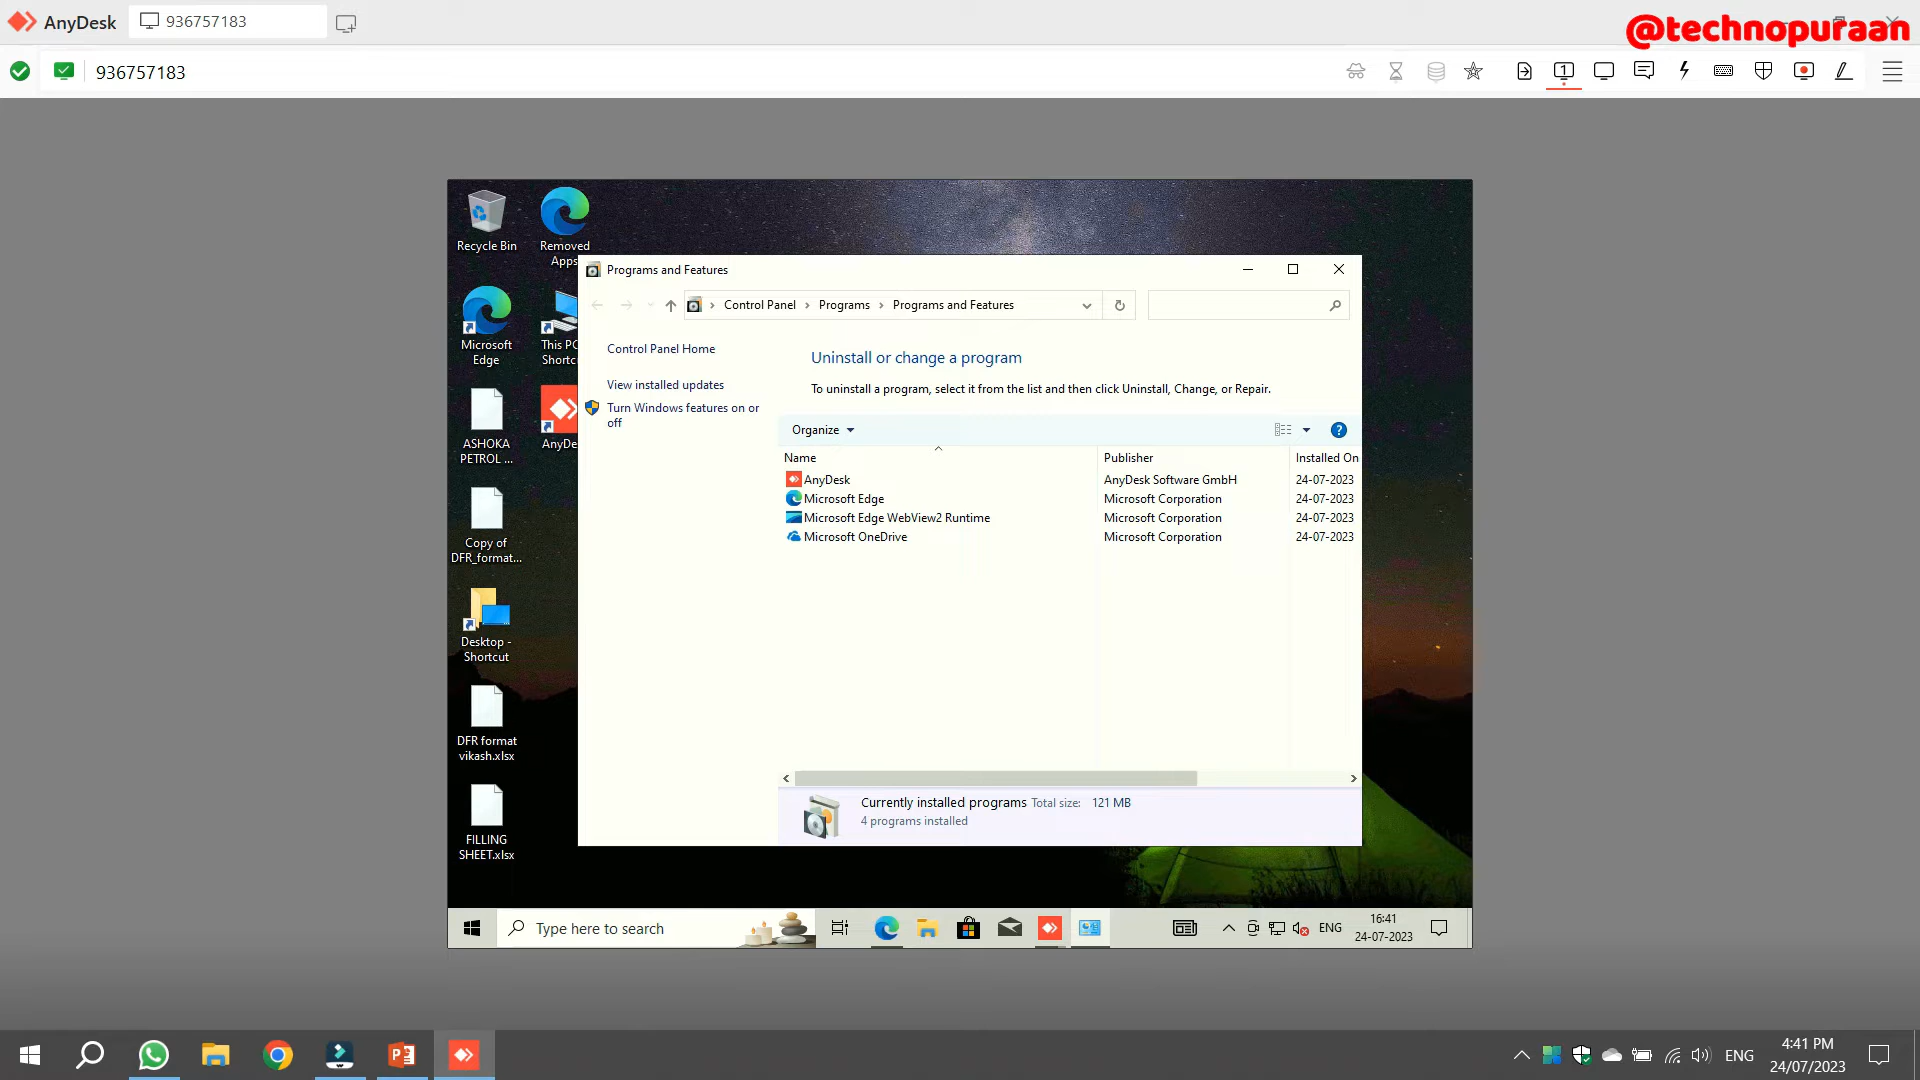 AnyDesk
936757183
@technopuraan
936757183
1
Recycle Bin
Removed
Apps
Microsoft
Edge
This PC
Shortc
ASHOKA
PETROL ...
AnyDe
Copy of
DFR_format...
Desktop -
Shortcut
DFR format
vikash.xlsx
FILLING
SHEET.xlsx
Programs and Features
Control Panel > Programs > Programs and Features
Control Panel Home
View installed updates
Turn Windows features on or
off
Uninstall or change a program
To uninstall a program, select it from the list and then click Uninstall, Change, or Repair.
Organize
Name Publisher Installed On
AnyDesk AnyDesk Software GmbH 24-07-2023
Microsoft Edge Microsoft Corporation 24-07-2023
Microsoft Edge WebView2 Runtime Microsoft Corporation 24-07-2023
Microsoft OneDrive Microsoft Corporation 24-07-2023
Currently installed programs Total size: 121 MB
4 programs installed
Type here to search
ENG
16:41
24-07-2023
ENG
4:41 PM
24/07/2023